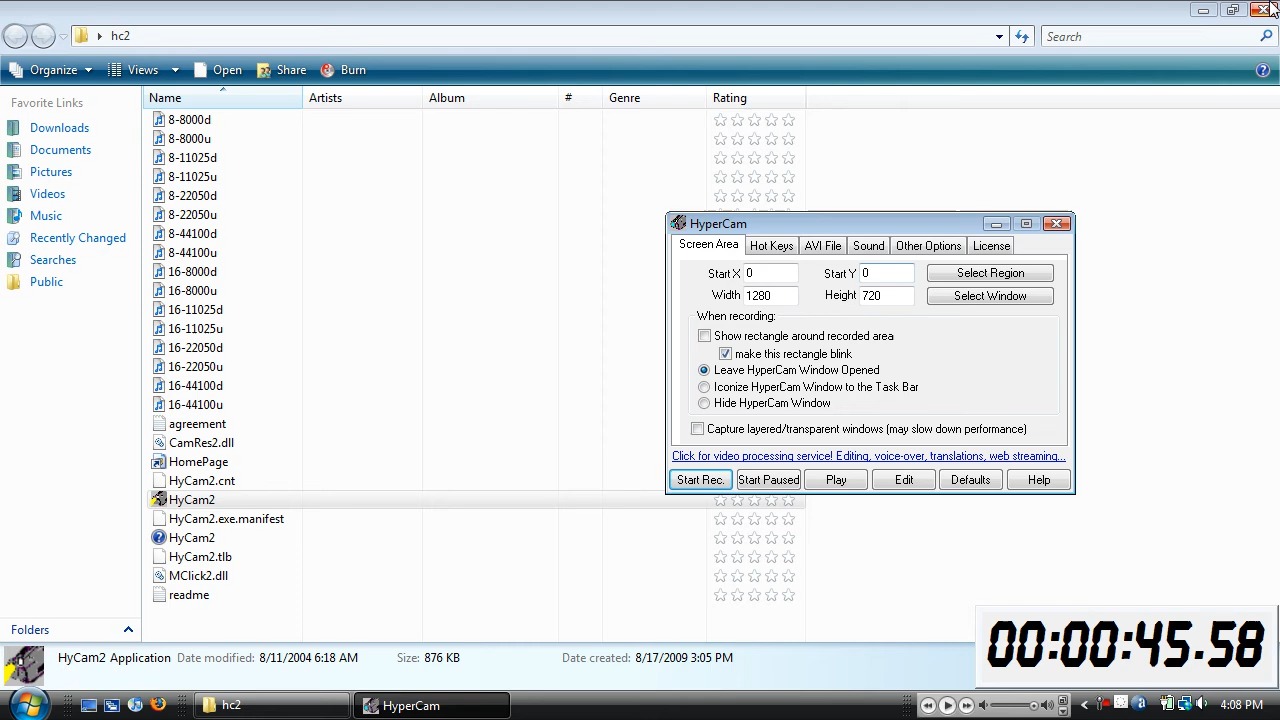 hc2
Search
Organize Views Open Share Burn
Favorite Links
Downloads
Documents
Pictures
Videos
Music
Recently Changed
Searches
Public
Folders
Name Artists Album # Genre Rating
8-8000d
8-8000u
8-11025d
8-11025u
8-22050d
8-22050u
8-44100d
8-44100u
16-8000d
16-8000u
16-11025d
16-11025u
16-22050d
16-22050u
16-44100d
16-44100u
agreement
CamRes2.dll
HomePage
HyCam2.cnt
HyCam2
HyCam2.exe.manifest
HyCam2
HyCam2.tlb
MClick2.dll
readme
HyperCam
Screen Area Hot Keys AVI File Sound Other Options License
Start X 0 Start Y 0 Select Region
Width 1280 Height 720 Select Window
When recording:
Show rectangle around recorded area
make this rectangle blink
Leave HyperCam Window Opened
Iconize HyperCam Window to the Task Bar
Hide HyperCam Window
Capture layered/transparent windows (may slow down performance)
Click for video processing service! Editing, voice-over, translations, web streaming...
Start Rec. Start Paused Play Edit Defaults Help
00:00:45.58
HyCam2 Application Date modified: 8/11/2004 6:18 AM Size: 876 KB Date created: 8/17/2009 3:05 PM
hc2 HyperCam 4:08 PM